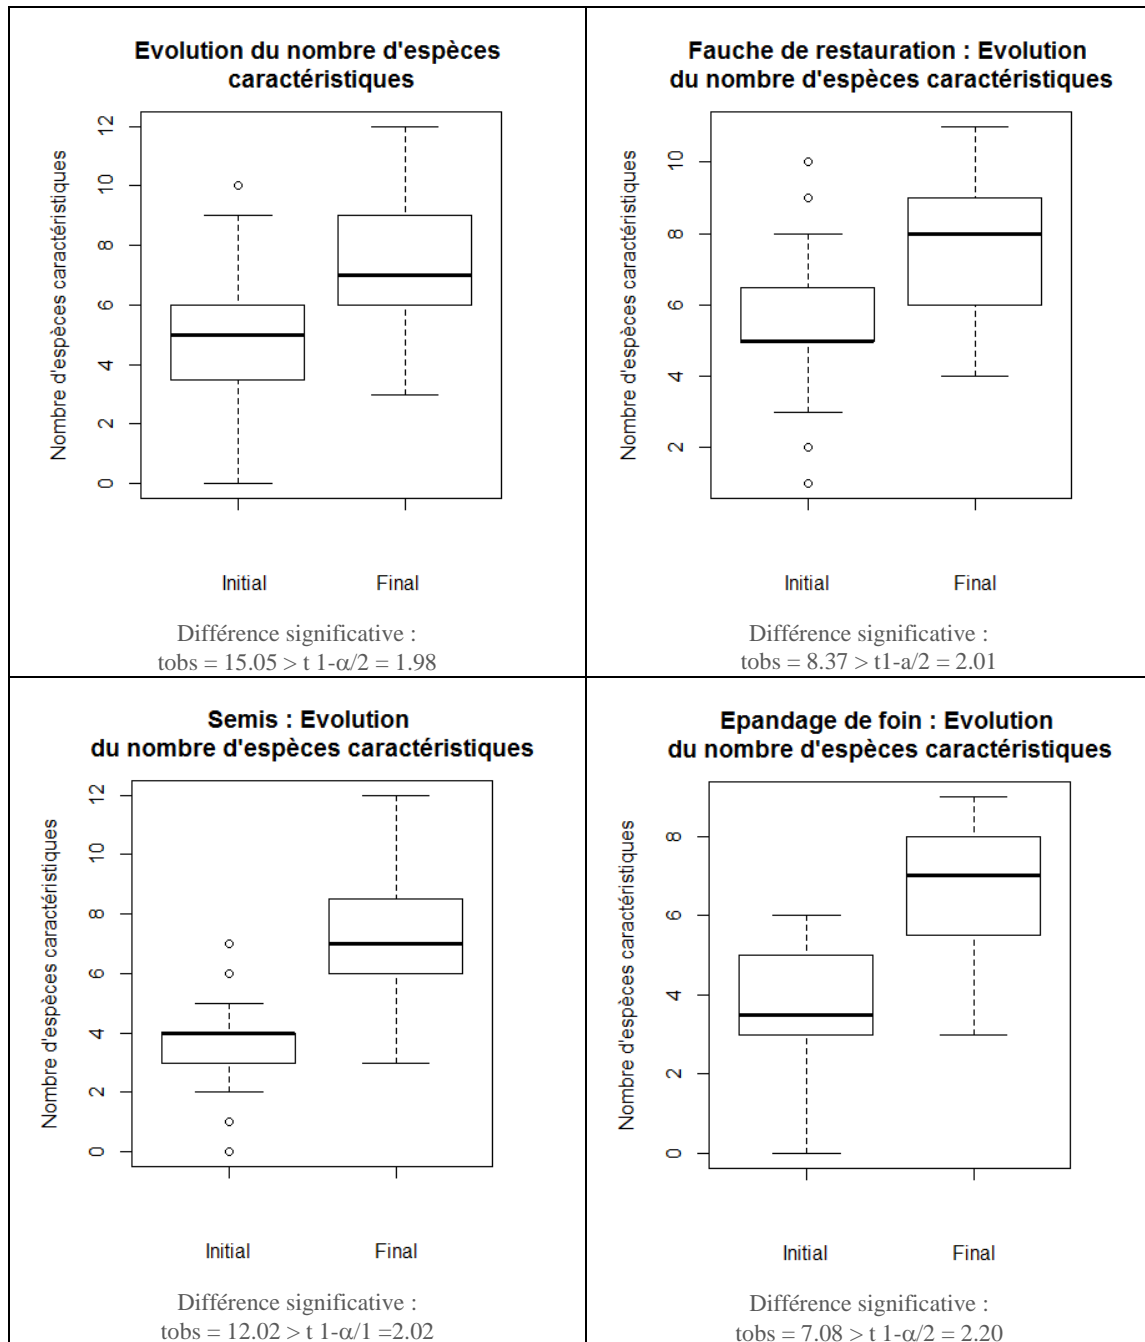 Evolution du nombre d'espèces
caractéristiques
Nombre d'espèces caractéristiques
12
10
8
6
4
2
0
Initial Final
Différence significative :
tobs = 15.05 > t 1-α/2 = 1.98
Fauche de restauration : Evolution
du nombre d'espèces caractéristiques
Nombre d'espèces caractéristiques
10
8
6
4
2
Initial Final
Différence significative :
tobs = 8.37 > t1-a/2 = 2.01
Semis : Evolution
du nombre d'espèces caractéristiques
Nombre d'espèces caractéristiques
12
10
8
6
4
2
0
Initial Final
Différence significative :
tobs = 12.02 > t 1-α/1 =2.02
Epandage de foin : Evolution
du nombre d'espèces caractéristiques
Nombre d'espèces caractéristiques
8
6
4
2
0
Initial Final
Différence significative :
tobs = 7.08 > t 1-α/2 = 2.20